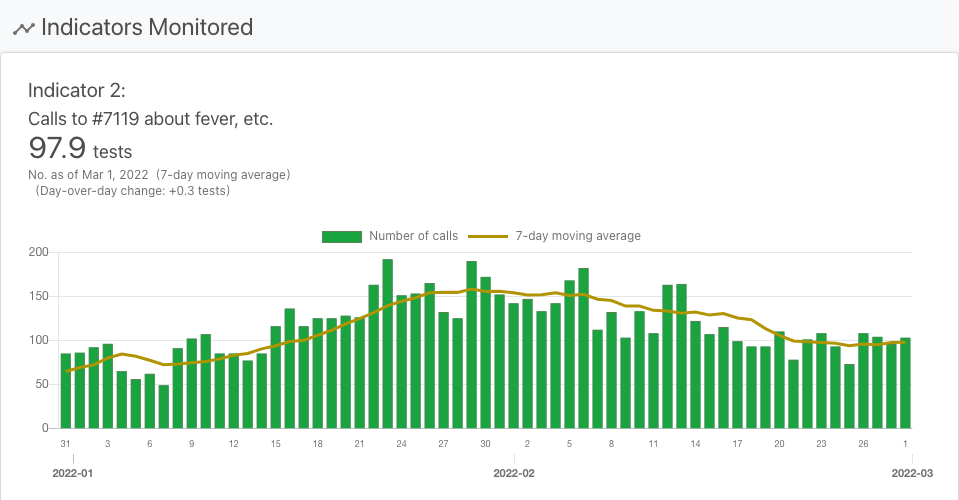 Indicators Monitored
Indicator 2:
Calls to #7119 about fever, etc.
97.9 tests
No. as of Mar 1, 2022 (7-day moving average)
(Day-over-day change: +0.3 tests)
Number of calls 7-day moving average
200
150
100
50
0
31 3 6 9 12 15 18 21 24 27 30 2 5 8 11 14 17 20 23 26 1
2022-01 2022-02 2022-03